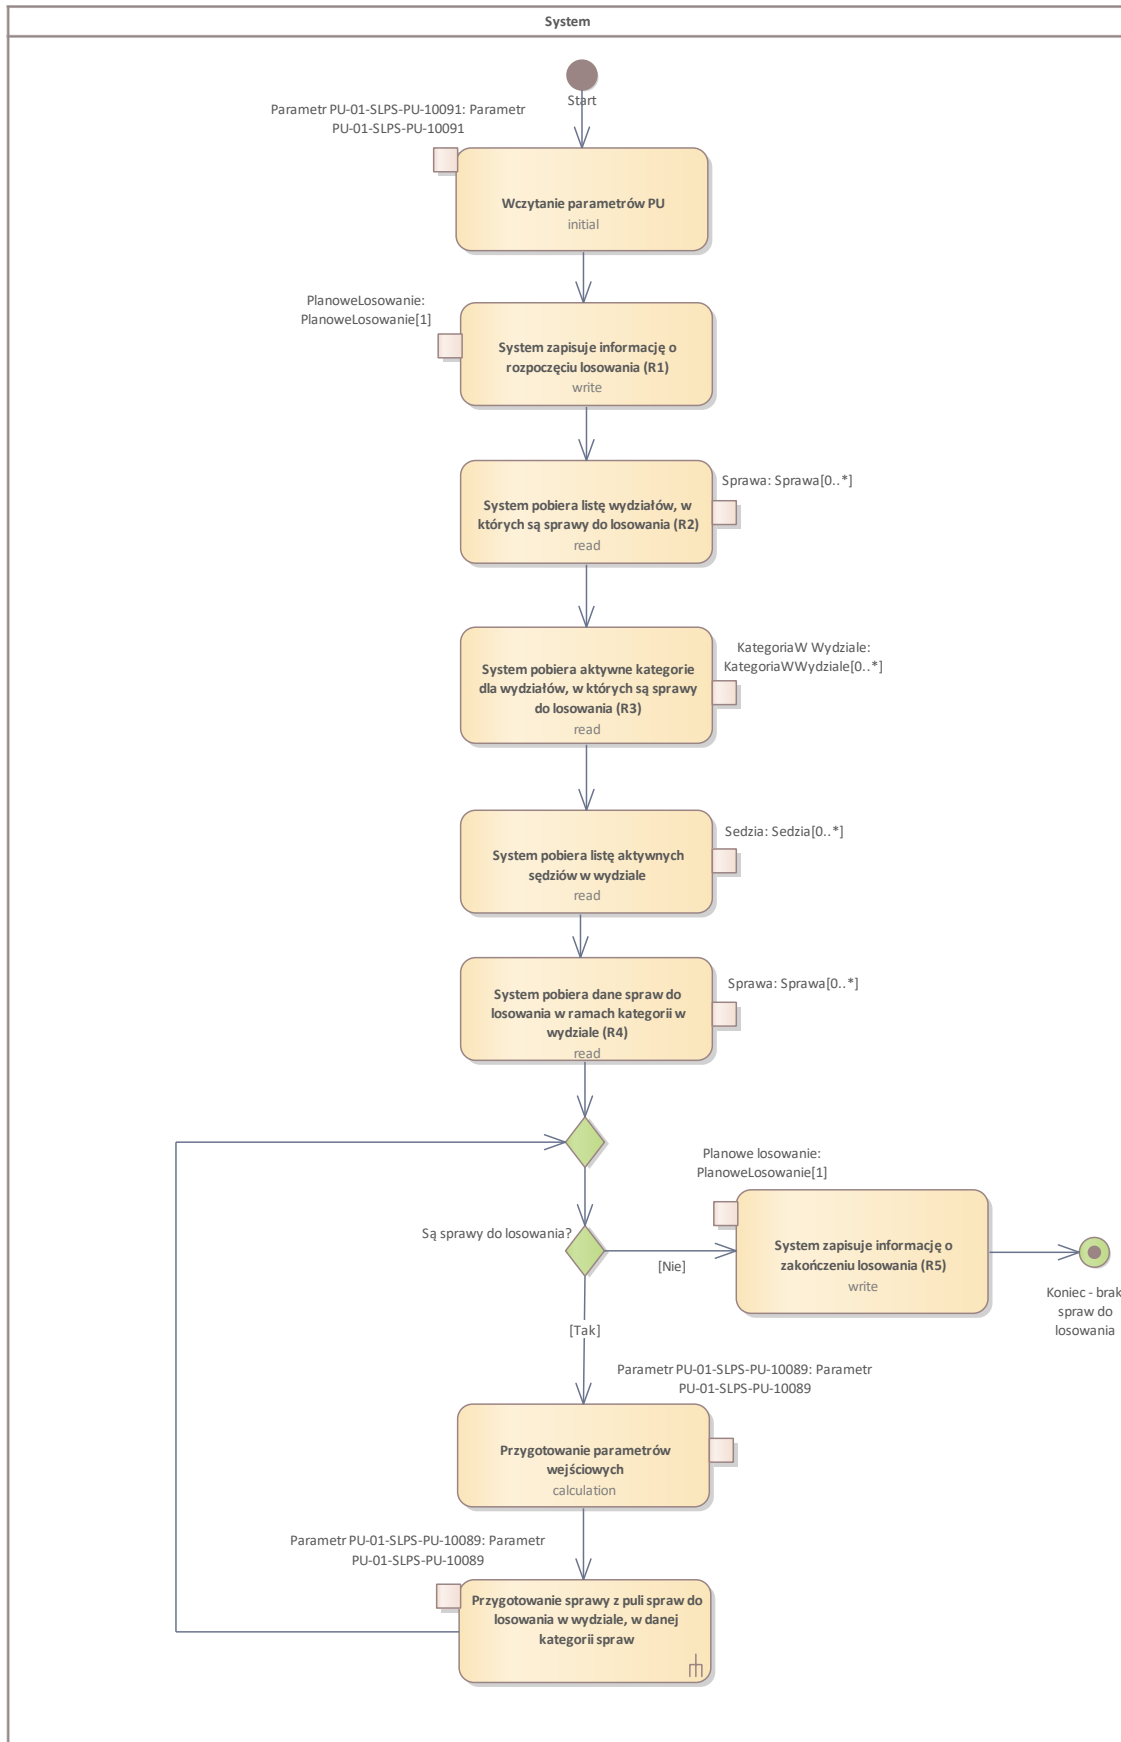 System
Start
Parametr PU-01-SLPS-PU-10091: Parametr
PU-01-SLPS-PU-10091
Wczytanie parametrów PU
initial
PlanoweLosowanie:
PlanoweLosowanie[1]
System zapisuje informację o
rozpoczęciu losowania (R1)
write
Sprawa: Sprawa[0..*]
System pobiera listę wydziałów, w
których są sprawy do losowania (R2)
read
KategoriaW Wydziale:
KategoriaWWydziale[0..*]
System pobiera aktywne kategorie
dla wydziałów, w których są sprawy
do losowania (R3)
read
Sedzia: Sedzia[0..*]
System pobiera listę aktywnych
sędziów w wydziale
read
Sprawa: Sprawa[0..*]
System pobiera dane spraw do
losowania w ramach kategorii w
wydziale (R4)
read
Planowe losowanie:
PlanoweLosowanie[1]
Są sprawy do losowania?
[Nie]
System zapisuje informację o
zakończeniu losowania (R5)
write
Koniec - brak
spraw do
losowania
[Tak]
Parametr PU-01-SLPS-PU-10089: Parametr
PU-01-SLPS-PU-10089
Przygotowanie parametrów
wejściowych
calculation
Parametr PU-01-SLPS-PU-10089: Parametr
PU-01-SLPS-PU-10089
Przygotowanie sprawy z puli spraw do
losowania w wydziale, w danej
kategorii spraw